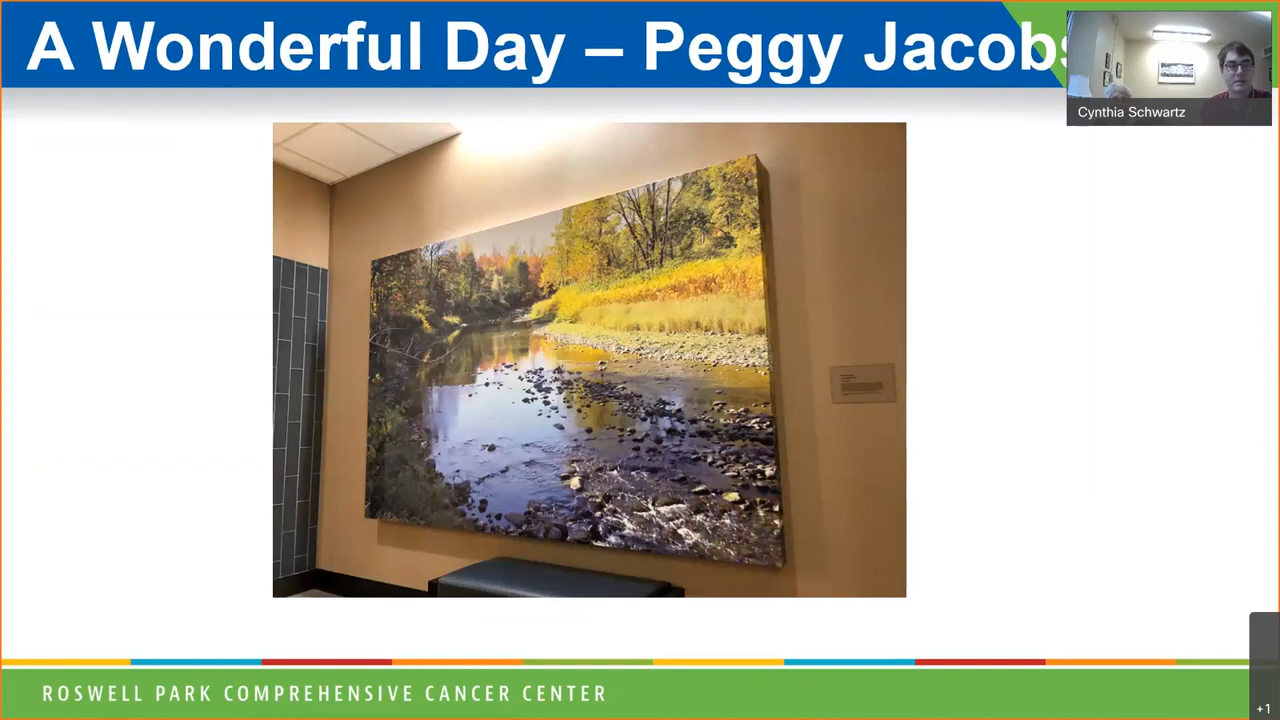 A Wonderful Day – Peggy Jacobs
Cynthia Schwartz
ROSWELL PARK COMPREHENSIVE CANCER CENTER
+1